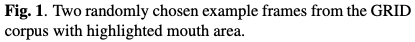 Fig. 1. Two randomly chosen example frames from the GRID
corpus with highlighted mouth area.